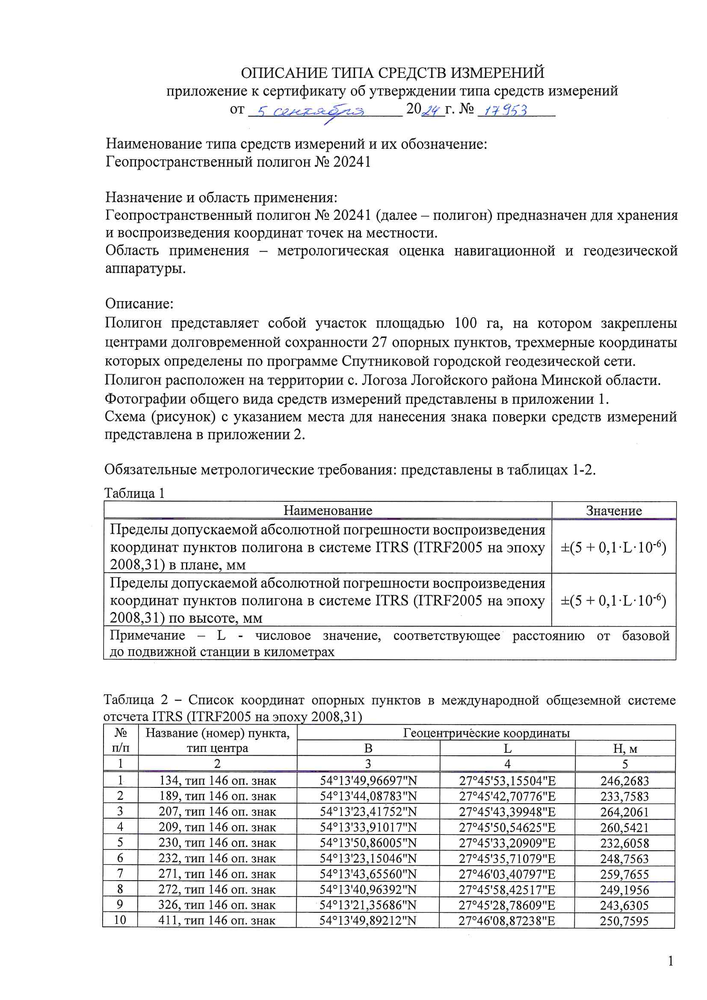 ОПИСАНИЕ ТИПА СРЕДСТВ ИЗМЕРЕНИЙ
приложение к сертификату об утверждении типа средств измерений
от 5 сентября 2024 г. № 17953
Наименование типа средств измерений и их обозначение:
Геопространственный полигон № 20241
Назначение и область применения:
Геопространственный полигон № 20241 (далее – полигон) предназначен для хранения
и воспроизведения координат точек на местности.
Область применения – метрологическая оценка навигационной и геодезической
аппаратуры.
Описание:
Полигон представляет собой участок площадью 100 га, на котором закреплены
центрами долговременной сохранности 27 опорных пунктов, трехмерные координаты
которых определены по программе Спутниковой городской геодезической сети.
Полигон расположен на территории с. Логоза Логойского района Минской области.
Фотографии общего вида средств измерений представлены в приложении 1.
Схема (рисунок) с указанием места для нанесения знака поверки средств измерений
представлена в приложении 2.
Обязательные метрологические требования: представлены в таблицах 1-2.
Таблица 1
Наименование Значение
Пределы допускаемой абсолютной погрешности воспроизведения
координат пунктов полигона в системе ITRS (ITRF2005 на эпоху ±(5 + 0,1·L·10⁻⁶)
2008,31) в плане, мм
Пределы допускаемой абсолютной погрешности воспроизведения
координат пунктов полигона в системе ITRS (ITRF2005 на эпоху ±(5 + 0,1·L·10⁻⁶)
2008,31) по высоте, мм
Примечание – L - числовое значение, соответствующее расстоянию от базовой
до подвижной станции в километрах
Таблица 2 – Список координат опорных пунктов в международной общеземной системе
отсчета ITRS (ITRF2005 на эпоху 2008,31)
№ Название (номер) пункта, Геоцентрические координаты
п/п тип центра B L H, м
1 2 3 4 5
1 134, тип 146 оп. знак 54°13'49,96697"N 27°45'53,15504"E 246,2683
2 189, тип 146 оп. знак 54°13'44,08783"N 27°45'42,70776"E 233,7583
3 207, тип 146 оп. знак 54°13'23,41752"N 27°45'43,39948"E 264,2061
4 209, тип 146 оп. знак 54°13'33,91017"N 27°45'50,54625"E 260,5421
5 230, тип 146 оп. знак 54°13'50,86005"N 27°45'33,20909"E 232,6058
6 232, тип 146 оп. знак 54°13'23,15046"N 27°45'35,71079"E 248,7563
7 271, тип 146 оп. знак 54°13'43,65560"N 27°46'03,40797"E 259,7655
8 272, тип 146 оп. знак 54°13'40,96392"N 27°45'58,42517"E 249,1956
9 326, тип 146 оп. знак 54°13'21,35686"N 27°45'28,78609"E 243,6305
10 411, тип 146 оп. знак 54°13'49,89212"N 27°46'08,87238"E 250,7595
1